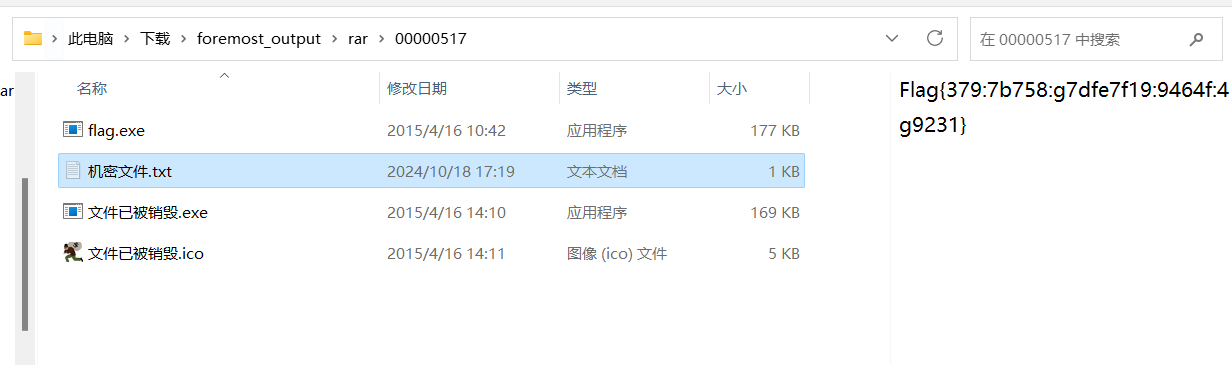 此电脑 > 下载 > foremost_output > rar > 00000517
在 00000517 中搜索
ar
名称 修改日期 类型 大小
flag.exe 2015/4/16 10:42 应用程序 177 KB
机密文件.txt 2024/10/18 17:19 文本文档 1 KB
文件已被销毁.exe 2015/4/16 14:10 应用程序 169 KB
文件已被销毁.ico 2015/4/16 14:11 图像 (ico) 文件 5 KB
Flag{379:7b758:g7dfe7f19:9464f:4
g9231}